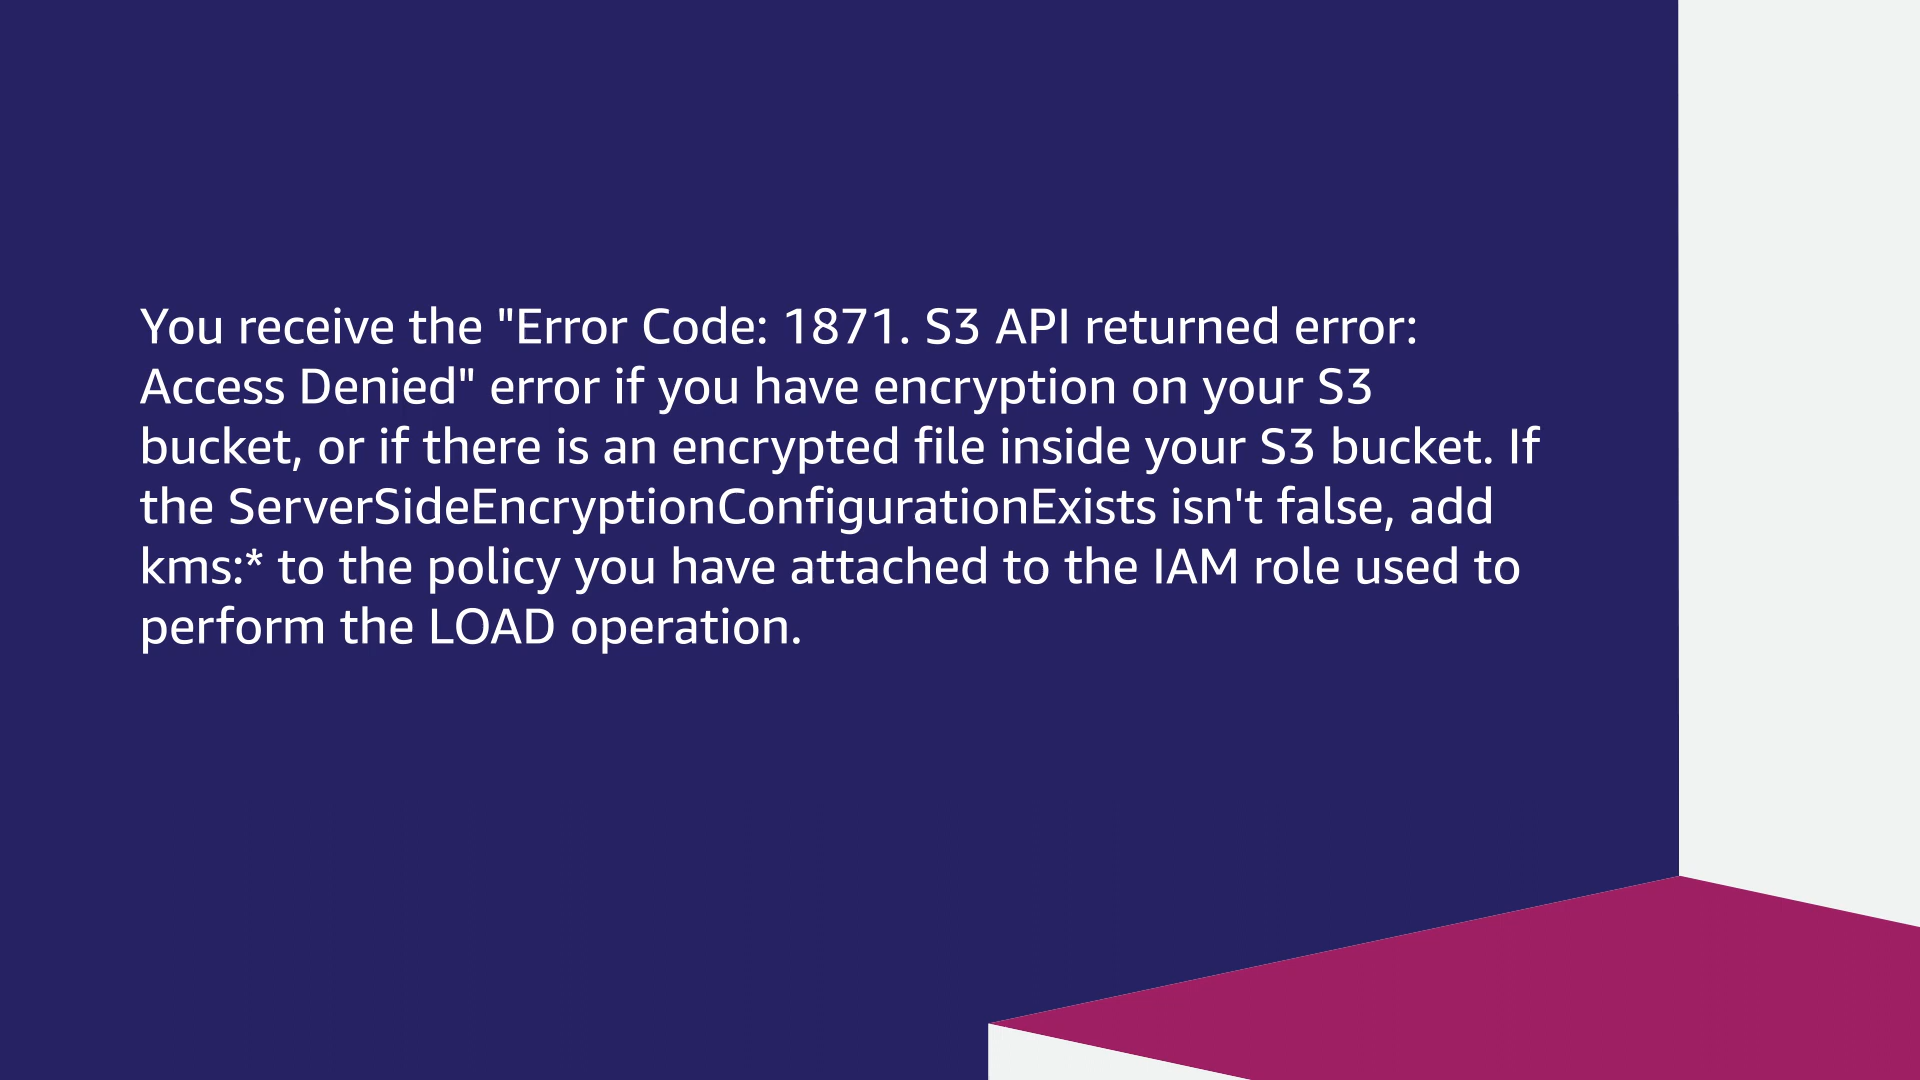 You receive the "Error Code: 1871. S3 API returned error:
Access Denied" error if you have encryption on your S3
bucket, or if there is an encrypted file inside your S3 bucket. If
the ServerSideEncryptionConfigurationExists isn't false, add
kms:* to the policy you have attached to the IAM role used to
perform the LOAD operation.